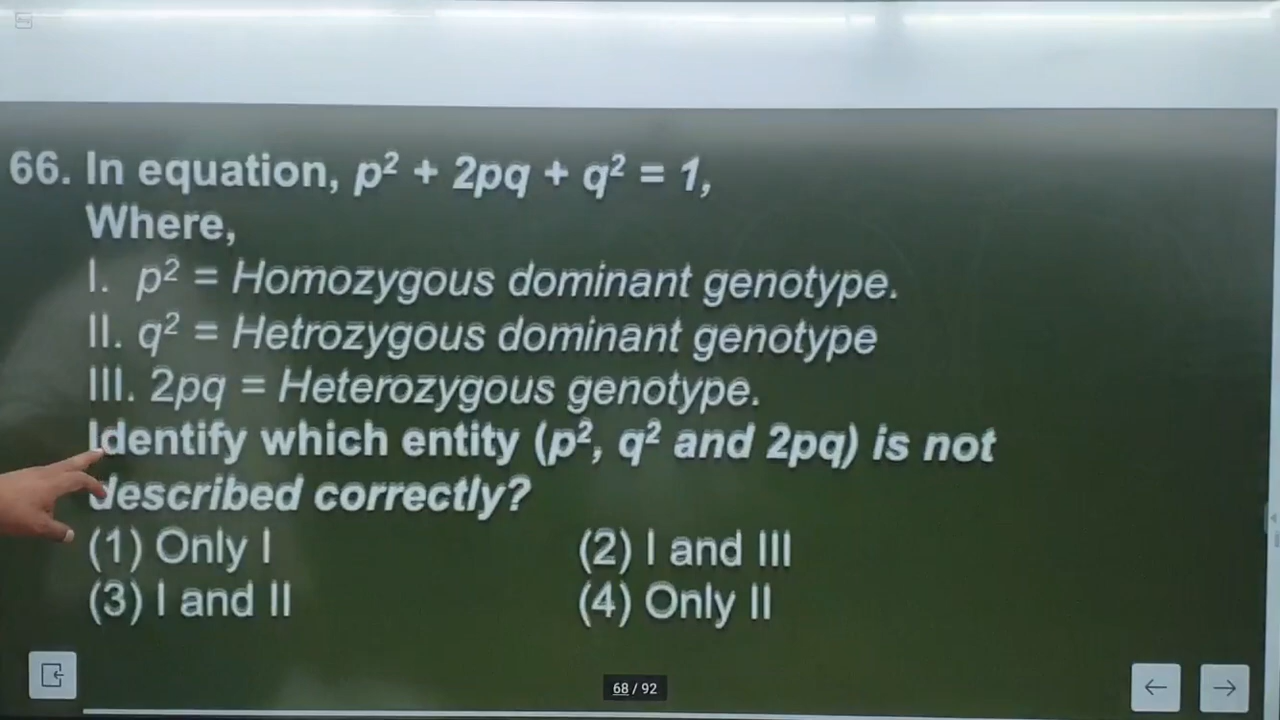 66. In equation, p² + 2pq + q² = 1,
Where,
I. p² = Homozygous dominant genotype.
II. q² = Hetrozygous dominant genotype
III. 2pq = Heterozygous genotype.
Identify which entity (p², q² and 2pq) is not
described correctly?
(1) Only I (2) I and III
(3) I and II (4) Only II
68 / 92